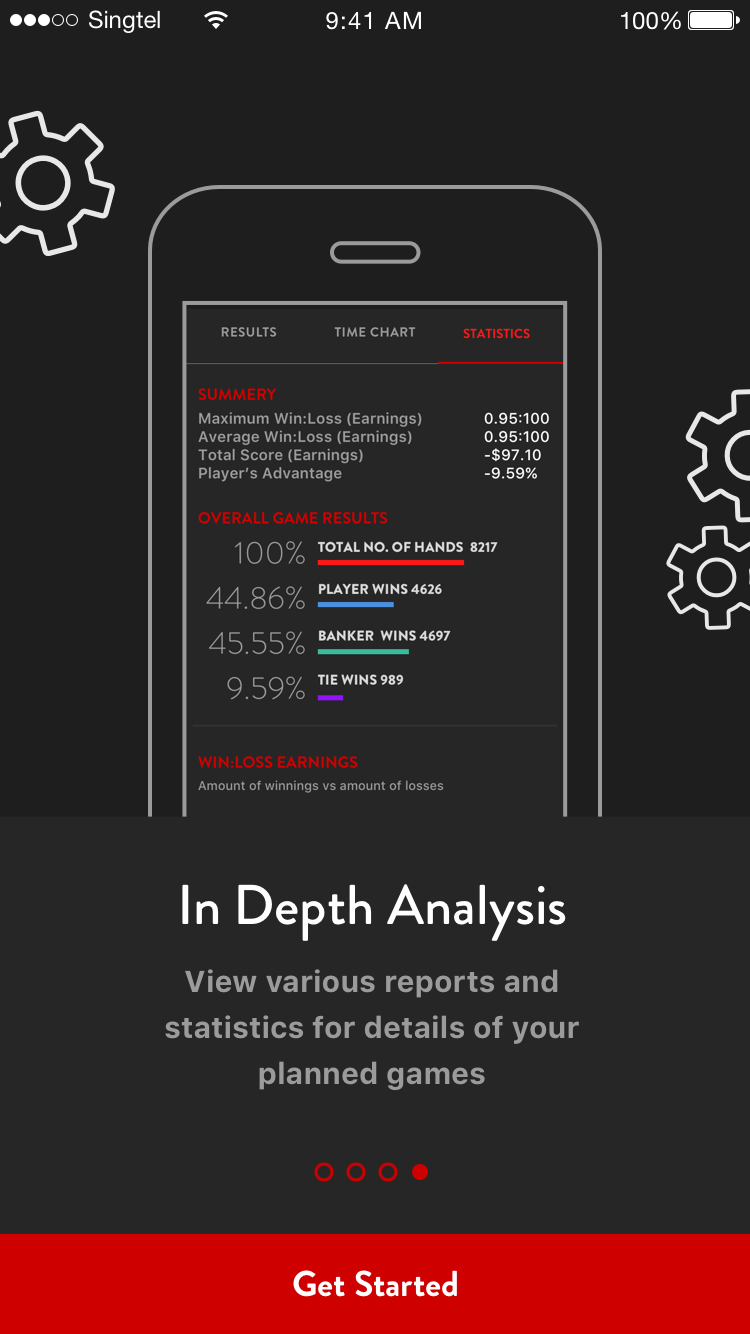 Singtel 9:41 AM 100%
RESULTS TIME CHART STATISTICS
SUMMERY
Maximum Win:Loss (Earnings) 0.95:100
Average Win:Loss (Earnings) 0.95:100
Total Score (Earnings) -$97.10
Player’s Advantage -9.59%
OVERALL GAME RESULTS
100% TOTAL NO. OF HANDS 8217
44.86% PLAYER WINS 4626
45.55% BANKER WINS 4697
9.59% TIE WINS 989
WIN:LOSS EARNINGS
Amount of winnings vs amount of losses
In Depth Analysis
View various reports and
statistics for details of your
planned games
Get Started